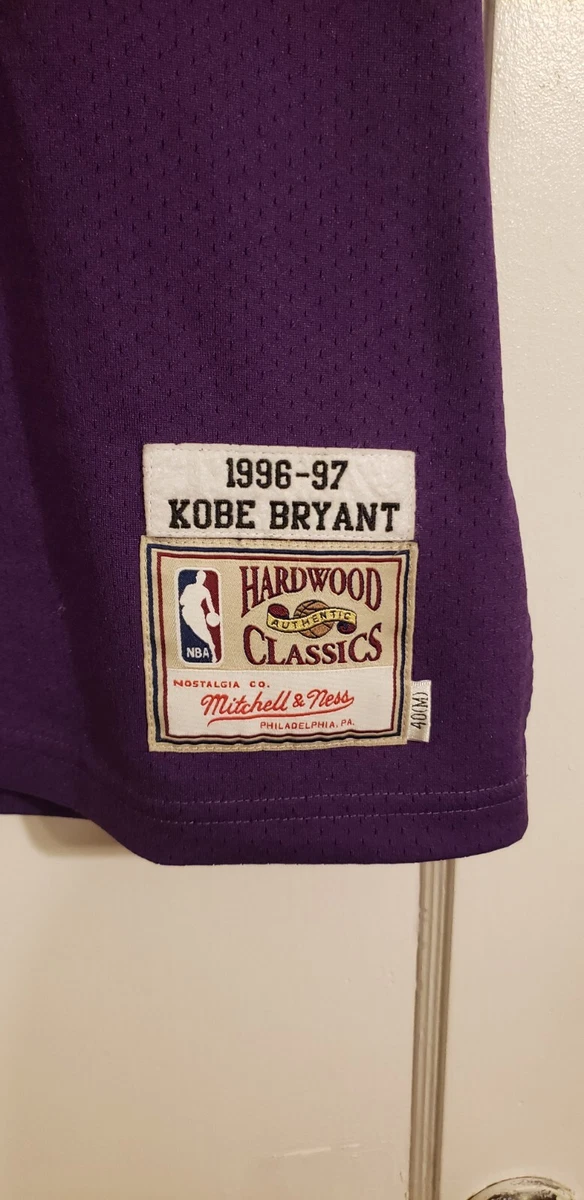 1996-97
KOBE BRYANT
NBA
HARDWOOD
AUTHENTIC
CLASSICS
NOSTALGIA CO.
Mitchell & Ness
PHILADELPHIA, PA.
40(M)